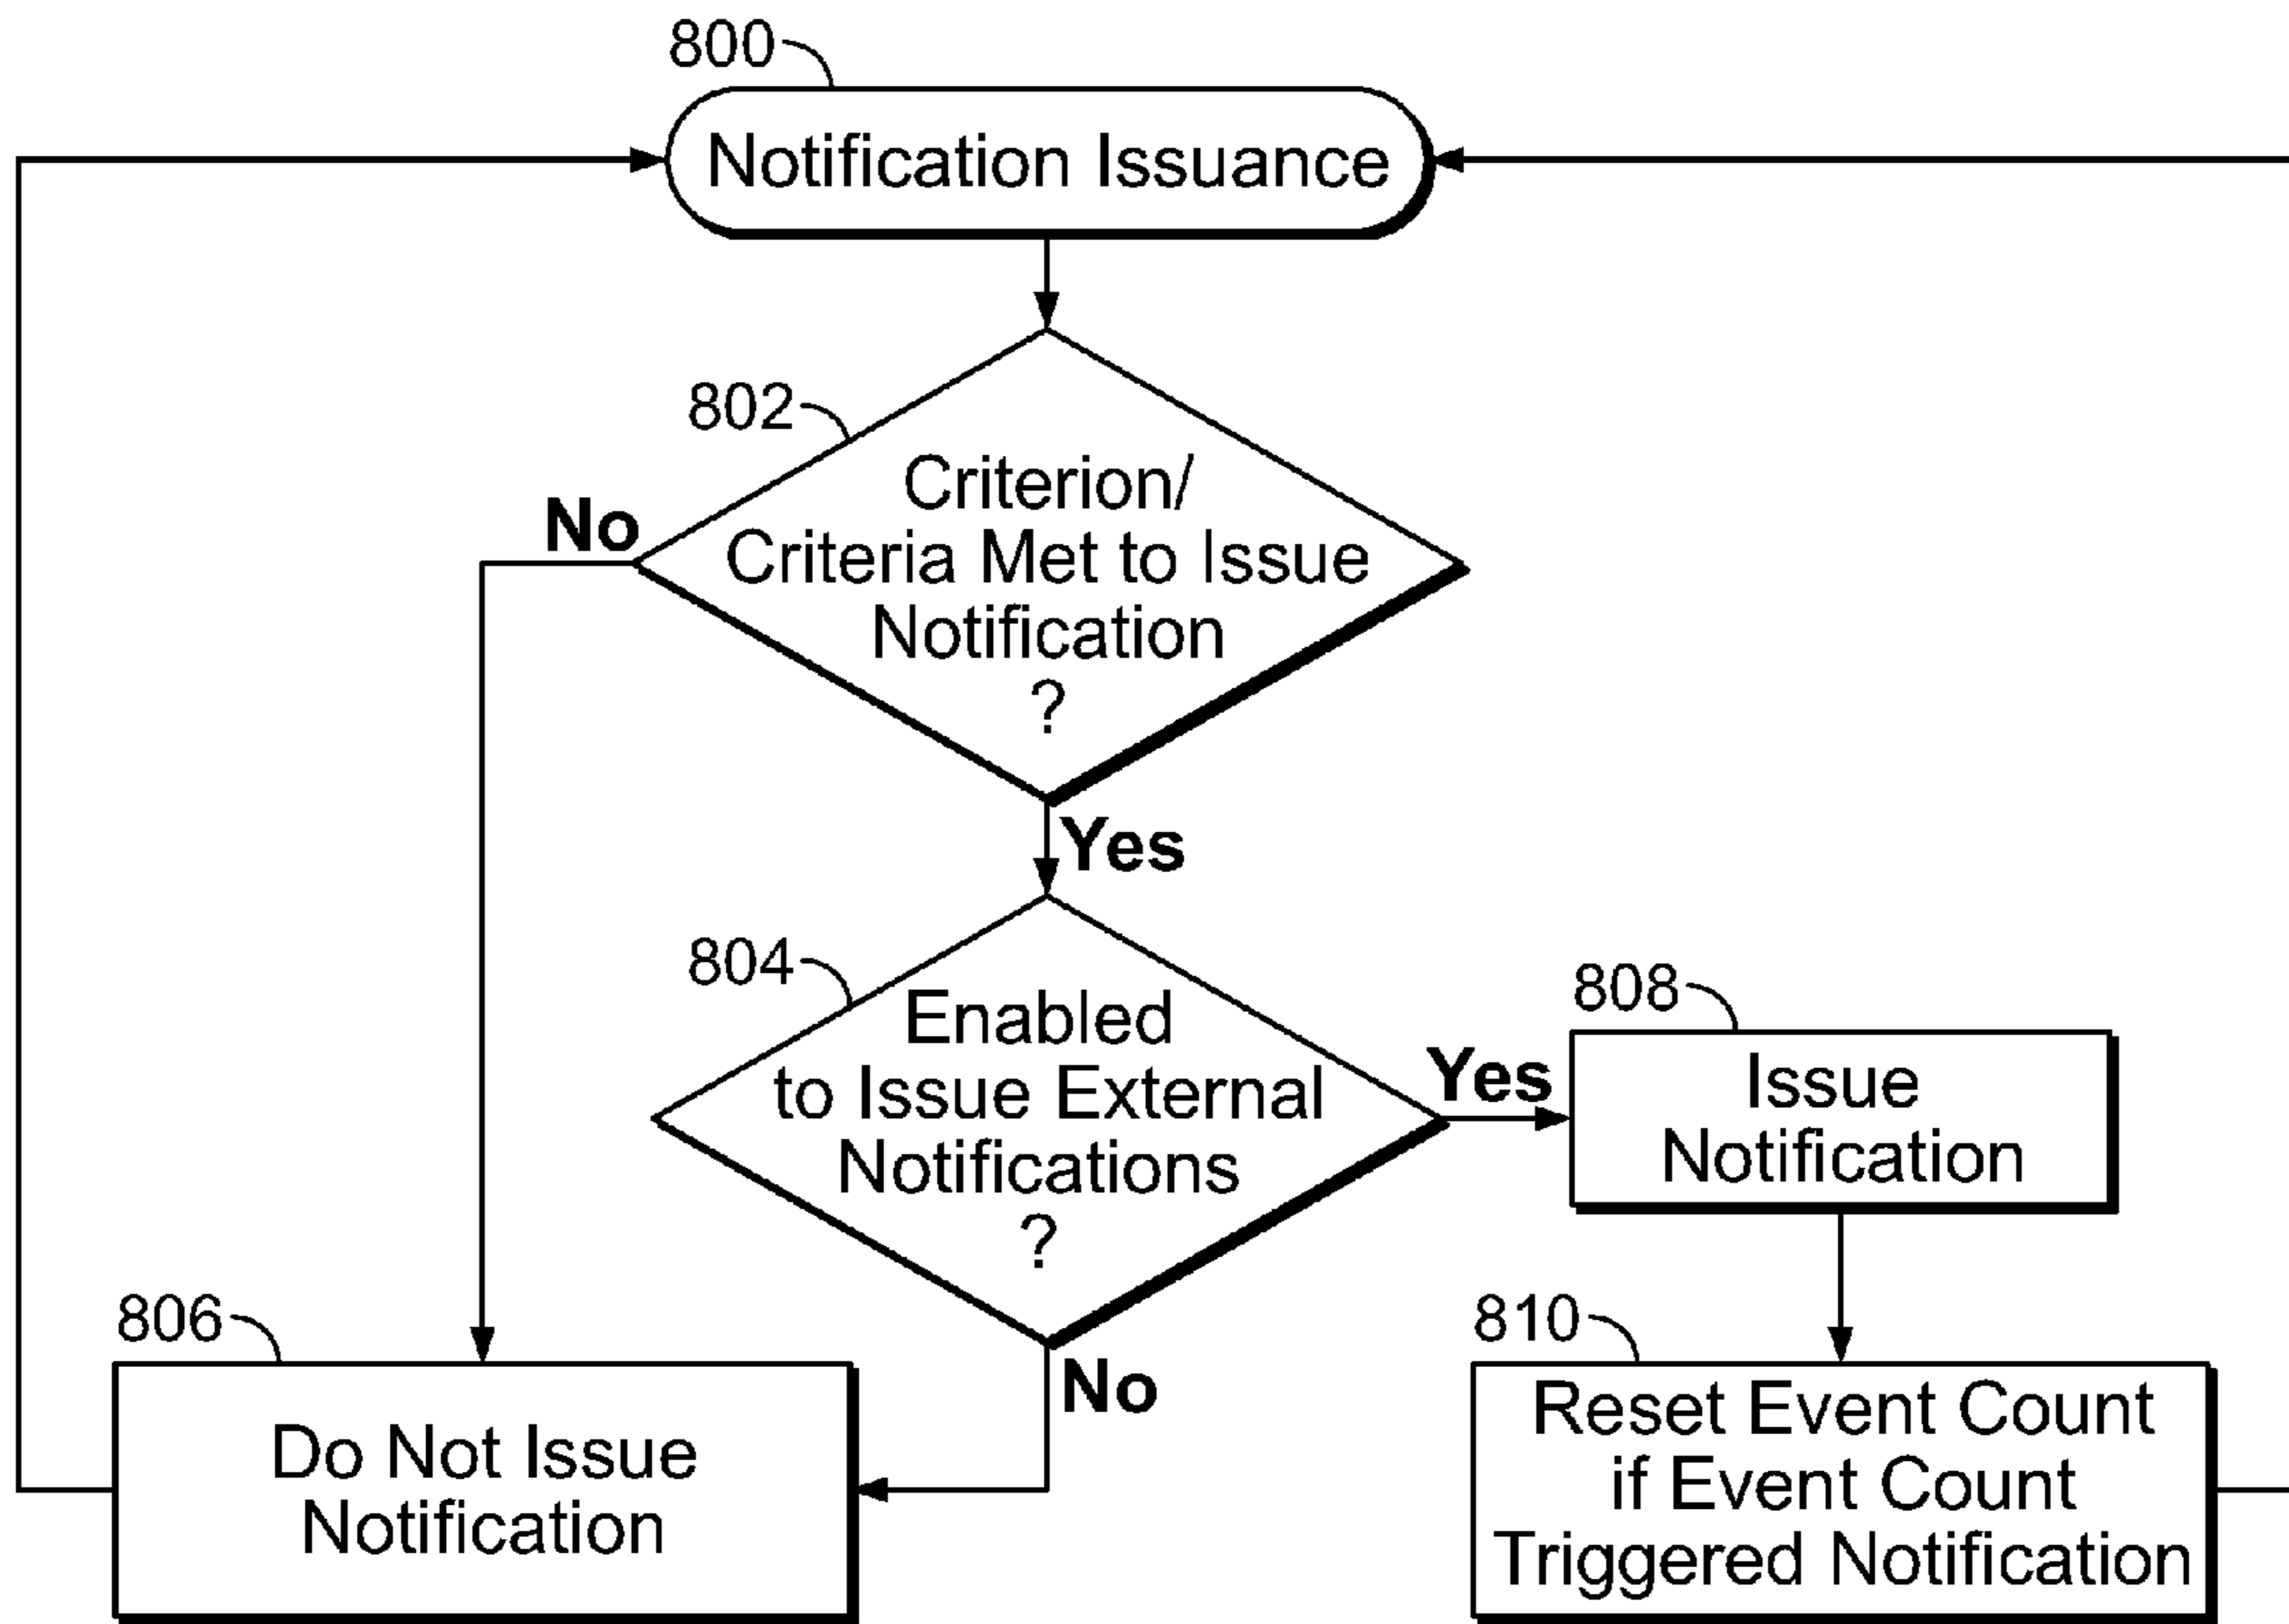 800
Notification Issuance
802
Criterion/
Criteria Met to Issue
Notification
?
No
Yes
804
Enabled
to Issue External
Notifications
?
Yes
No
808
Issue
Notification
806
Do Not Issue
Notification
810
Reset Event Count
if Event Count
Triggered Notification